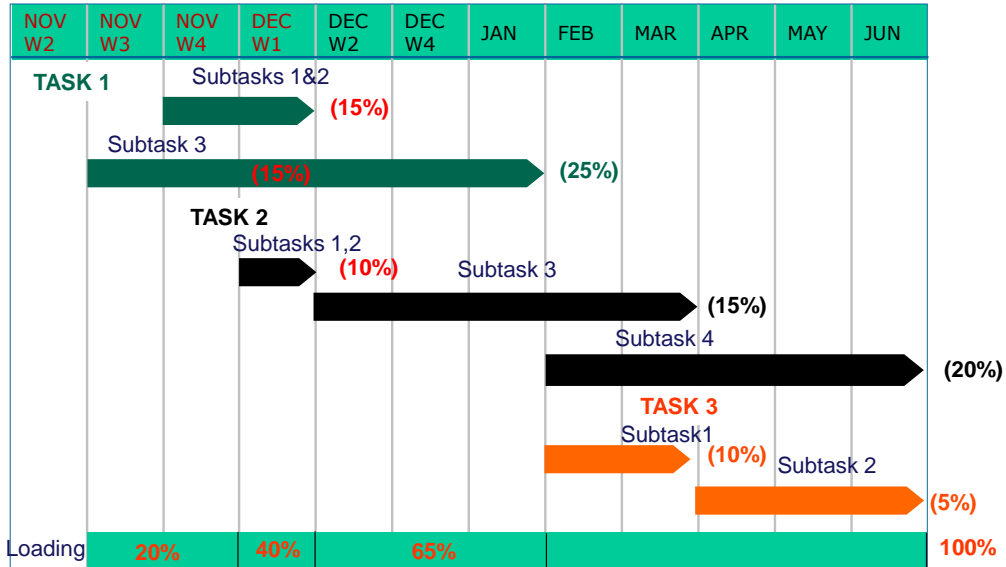 NOV W2
NOV W3
NOV W4
DEC W1
DEC W2
DEC W4
JAN
FEB
MAR
APR
MAY
JUN
TASK 1
Subtasks 1&2
(15%)
Subtask 3
(15%)
(25%)
TASK 2
Subtasks 1,2
(10%)
Subtask 3
(15%)
Subtask 4
(20%)
TASK 3
Subtask1
(10%)
Subtask 2
(5%)
Loading
20%
40%
65%
100%